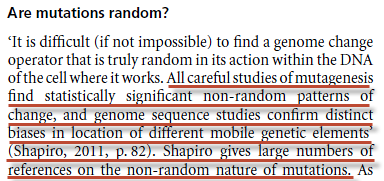 Are mutations random?
‘It is difficult (if not impossible) to find a genome change
operator that is truly random in its action within the DNA
of the cell where it works. All careful studies of mutagenesis
find statistically significant non-random patterns of
change, and genome sequence studies confirm distinct
biases in location of different mobile genetic elements’
(Shapiro, 2011, p. 82). Shapiro gives large numbers of
references on the non-random nature of mutations. As